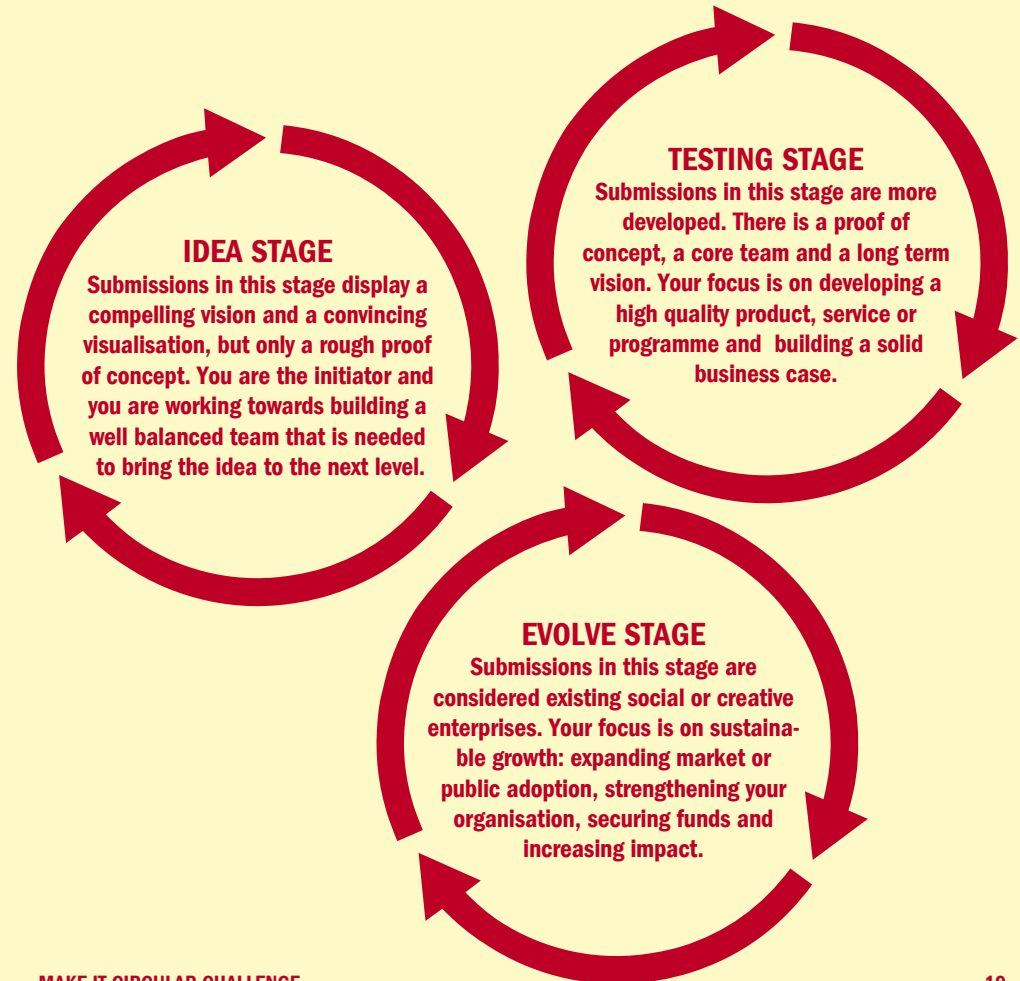 IDEA STAGE
Submissions in this stage display a
compelling vision and a convincing
visualisation, but only a rough proof
of concept. You are the initiator and
you are working towards building a
well balanced team that is needed
to bring the idea to the next level.
TESTING STAGE
Submissions in this stage are more
developed. There is a proof of
concept, a core team and a long term
vision. Your focus is on developing a
high quality product, service or
programme and  building a solid
business case.
EVOLVE STAGE
Submissions in this stage are
considered existing social or creative
enterprises. Your focus is on sustaina-
ble growth: expanding market or
public adoption, strengthening your
organisation, securing funds and
increasing impact.
MAKE IT CIRCULAR CHALLENGE